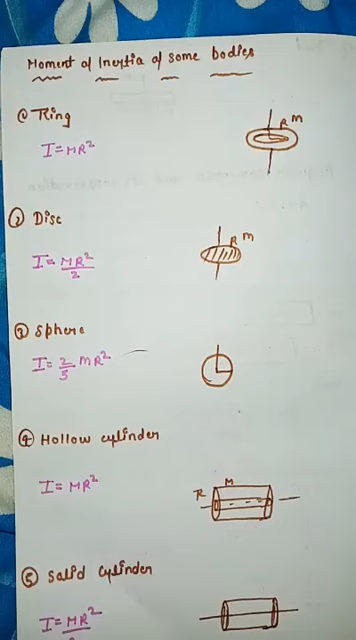 Moment of Inertia of some bodies
① Ring
I = MR²
R M
② Disc
I = MR²/2
R M
③ Sphere
I = 2/5 MR²
④ Hollow cylinder
I = MR²
R M
⑤ Solid Cylinder
I = MR²